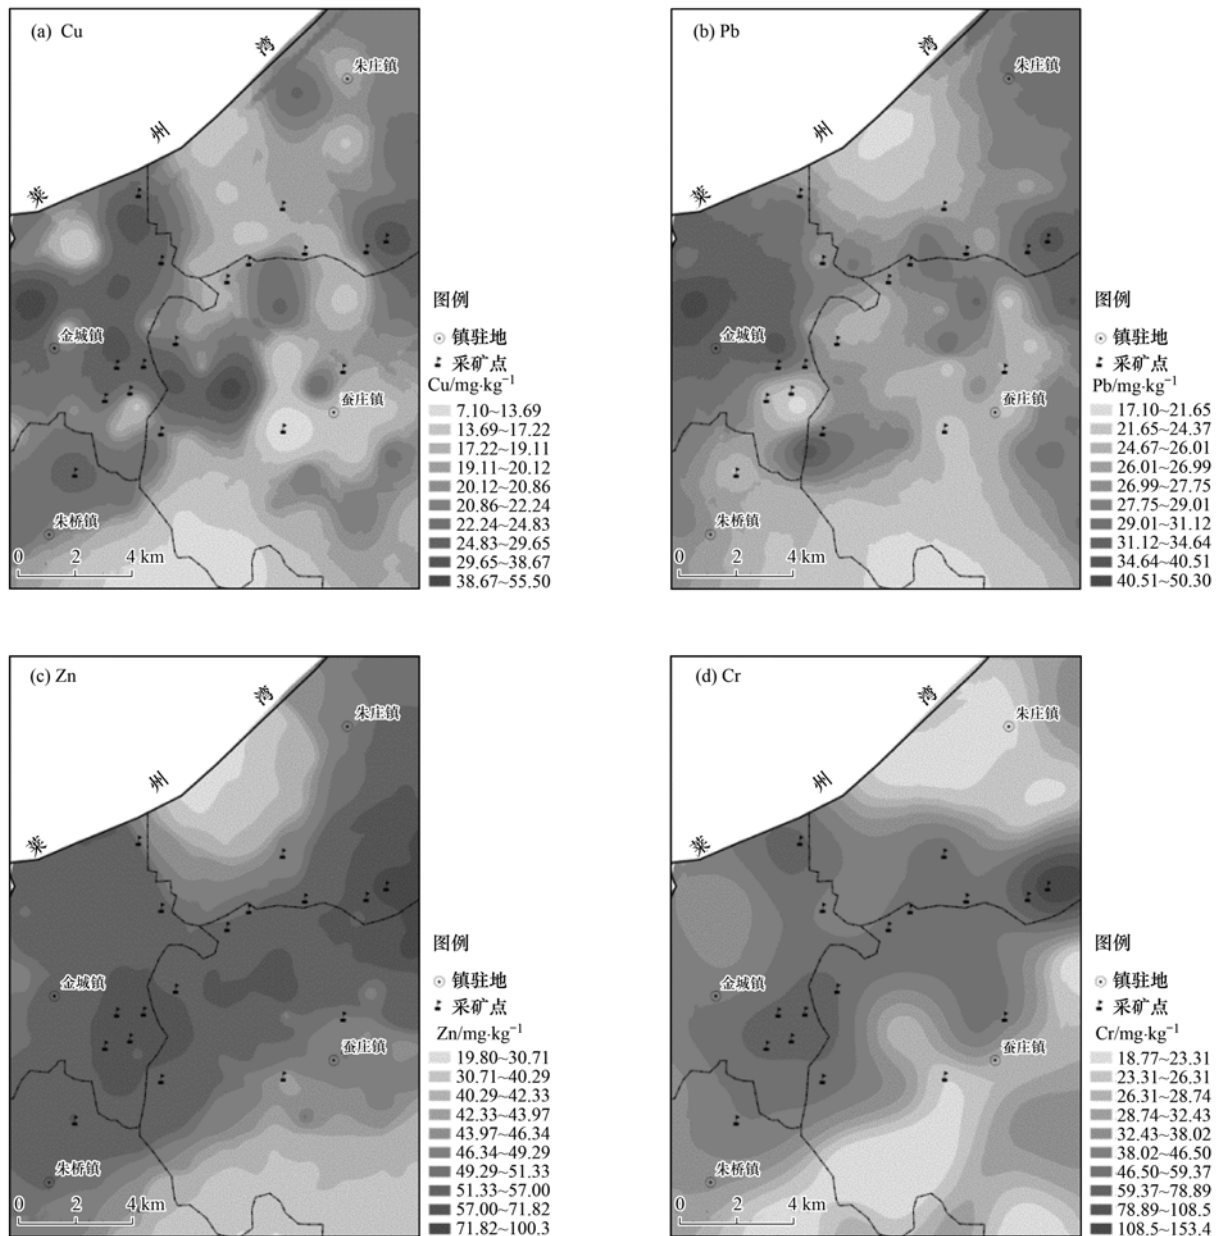 (a) Cu
湾
朱庄镇
州
莱
金城镇
蚕庄镇
朱桥镇
0 2 4 km
图例
镇驻地
采矿点
Cu/mg·kg⁻¹
7.10~13.69
13.69~17.22
17.22~19.11
19.11~20.12
20.12~20.86
20.86~22.24
22.24~24.83
24.83~29.65
29.65~38.67
38.67~55.50
(b) Pb
湾
朱庄镇
州
莱
金城镇
蚕庄镇
朱桥镇
0 2 4 km
图例
镇驻地
采矿点
Pb/mg·kg⁻¹
17.10~21.65
21.65~24.37
24.67~26.01
26.01~26.99
26.99~27.75
27.75~29.01
29.01~31.12
31.12~34.64
34.64~40.51
40.51~50.30
(c) Zn
湾
朱庄镇
州
莱
金城镇
蚕庄镇
朱桥镇
0 2 4 km
图例
镇驻地
采矿点
Zn/mg·kg⁻¹
19.80~30.71
30.71~40.29
40.29~42.33
42.33~43.97
43.97~46.34
46.34~49.29
49.29~51.33
51.33~57.00
57.00~71.82
71.82~100.3
(d) Cr
湾
朱庄镇
州
莱
金城镇
蚕庄镇
朱桥镇
0 2 4 km
图例
镇驻地
采矿点
Cr/mg·kg⁻¹
18.77~23.31
23.31~26.31
26.31~28.74
28.74~32.43
32.43~38.02
38.02~46.50
46.50~59.37
59.37~78.89
78.89~108.5
108.5~153.4